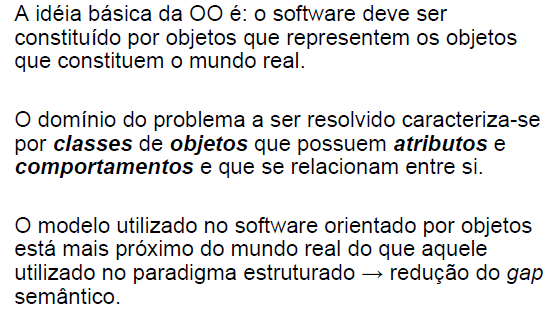 A idéia básica da OO é: o software deve ser
constituído por objetos que representem os objetos
que constituem o mundo real.
O domínio do problema a ser resolvido caracteriza-se
por classes de objetos que possuem atributos e
comportamentos e que se relacionam entre si.
O modelo utilizado no software orientado por objetos
está mais próximo do mundo real do que aquele
utilizado no paradigma estruturado → redução do gap
semântico.